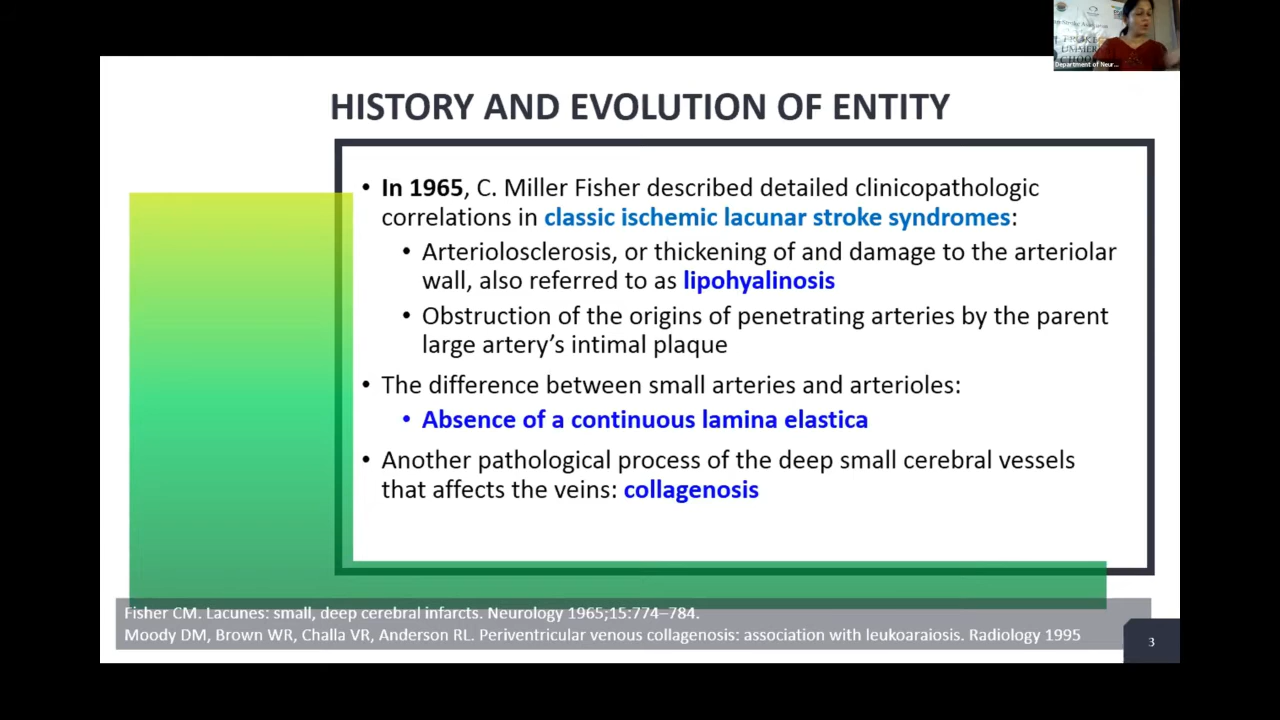 HISTORY AND EVOLUTION OF ENTITY
• In 1965, C. Miller Fisher described detailed clinicopathologic
correlations in classic ischemic lacunar stroke syndromes:
• Arteriolosclerosis, or thickening of and damage to the arteriolar
wall, also referred to as lipohyalinosis
• Obstruction of the origins of penetrating arteries by the parent
large artery’s intimal plaque
• The difference between small arteries and arterioles:
• Absence of a continuous lamina elastica
• Another pathological process of the deep small cerebral vessels
that affects the veins: collagenosis
Fisher CM. Lacunes: small, deep cerebral infarcts. Neurology 1965;15:774–784.
Moody DM, Brown WR, Challa VR, Anderson RL. Periventricular venous collagenosis: association with leukoaraiosis. Radiology 1995
3
Department of Neur...